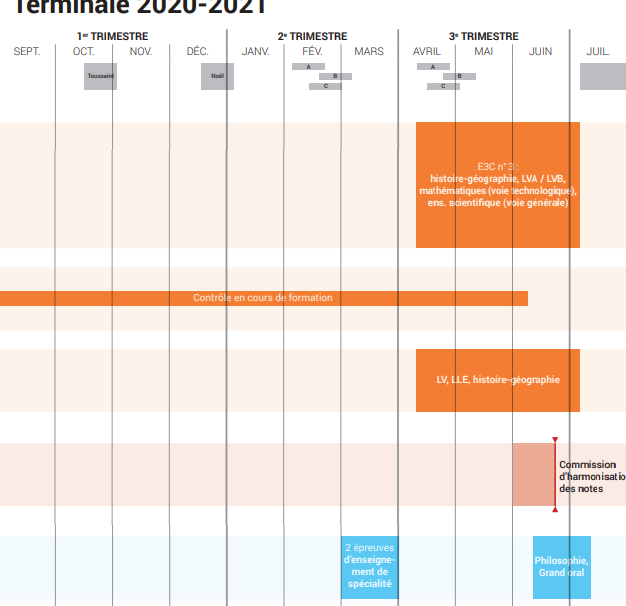 Terminale 2020-2021
1er TRIMESTRE 2e TRIMESTRE 3e TRIMESTRE
SEPT. OCT. NOV. DÉC. JANV. FÉV. MARS AVRIL MAI JUIN JUIL.
Toussaint Noël A B C A B C
E3C n° 3 :
histoire-géographie, LVA / LVB,
mathématiques (voie technologique),
ens. scientifique (voie générale)
Contrôle en cours de formation
LV, LLE, histoire-géographie
Commission
d'harmonisatio
des notes
2 épreuves
d'enseigne-
ment de
spécialité
Philosophie,
Grand oral